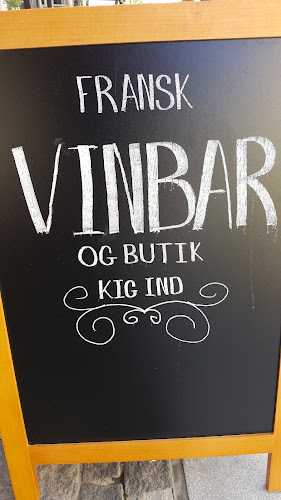 FRANSK
VINBAR
OG BUTIK
KIG IND